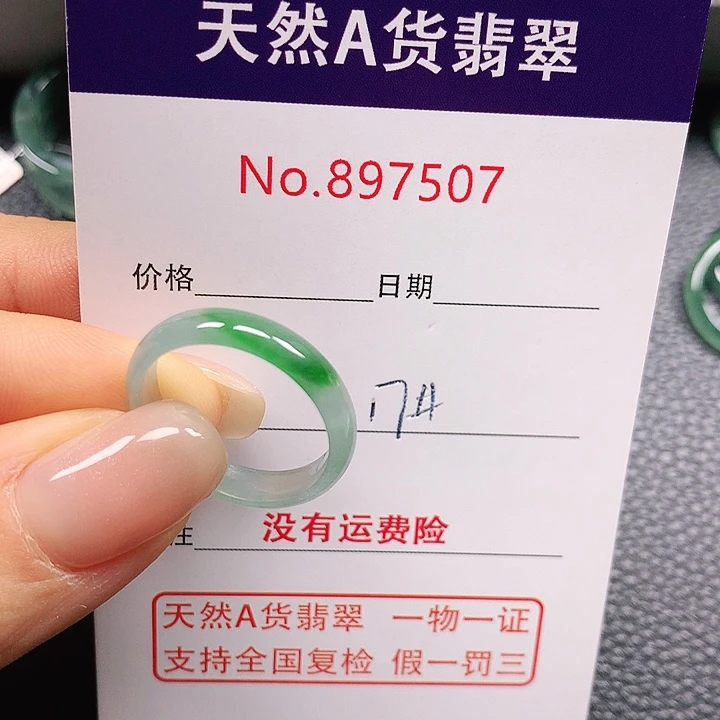 天然A货翡翠
No.897507
价格 日期
17#
注 没有运费险
天然A货翡翠 一物一证
支持全国复检 假一罚三